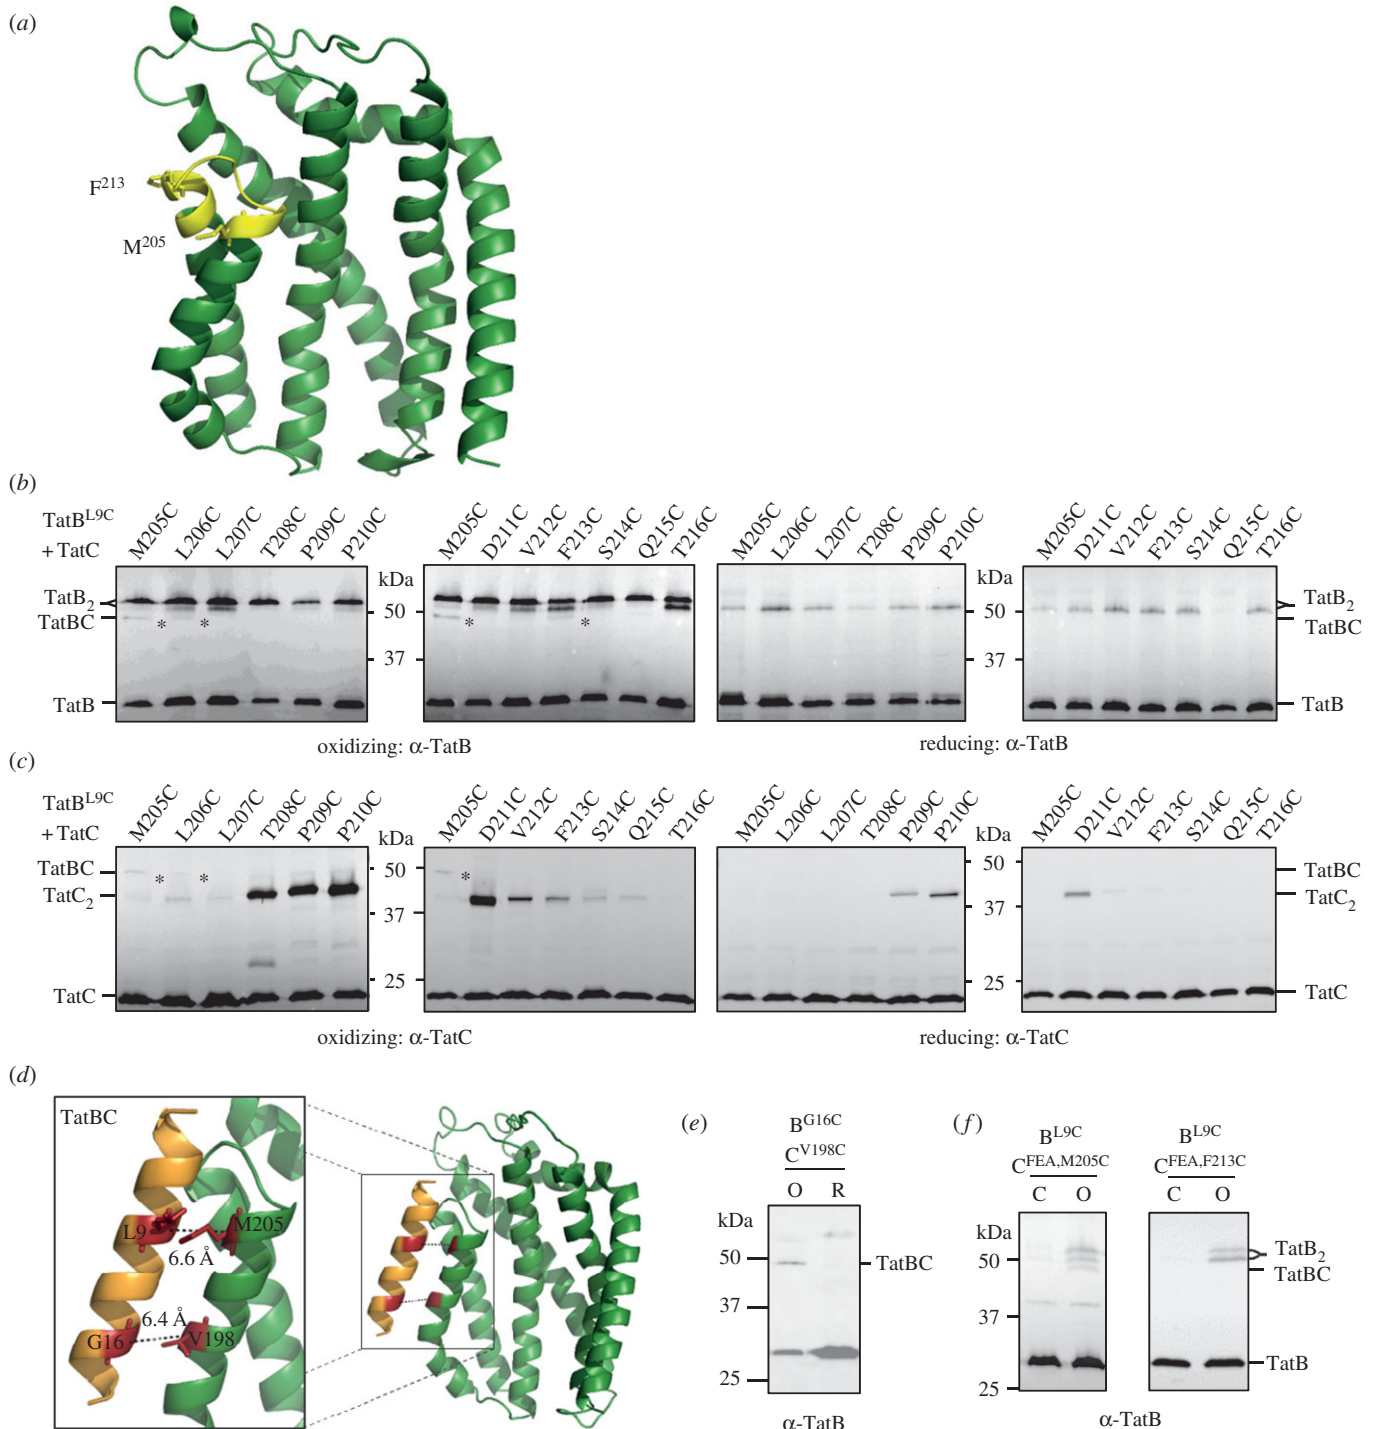 (a)
F213
M205
(b)
TatBL9C
+ TatC
M205C L206C L207C T208C P209C P210C
M205C D211C V212C F213C S214C Q215C T216C
M205C L206C L207C T208C P209C P210C
M205C D211C V212C F213C S214C Q215C T216C
TatB2
TatBC
TatB
* *
kDa
50
37
* *
kDa
50
37
TatB2
TatBC
TatB
oxidizing: α-TatB
reducing: α-TatB
(c)
TatBL9C
+ TatC
M205C L206C L207C T208C P209C P210C
M205C D211C V212C F213C S214C Q215C T216C
M205C L206C L207C T208C P209C P210C
M205C D211C V212C F213C S214C Q215C T216C
TatBC
TatC2
TatC
* *
kDa
50
37
25
*
kDa
50
37
25
TatBC
TatC2
TatC
oxidizing: α-TatC
reducing: α-TatC
(d)
TatBC
L9
M205
6.6 Å
6.4 Å
G16
V198
(e)
BG16C
CV198C
O R
kDa
50
37
25
TatBC
α-TatB
(f)
BL9C
CFEA,M205C
C O
BL9C
CFEA,F213C
C O
kDa
50
37
25
TatB2
TatBC
TatB
α-TatB